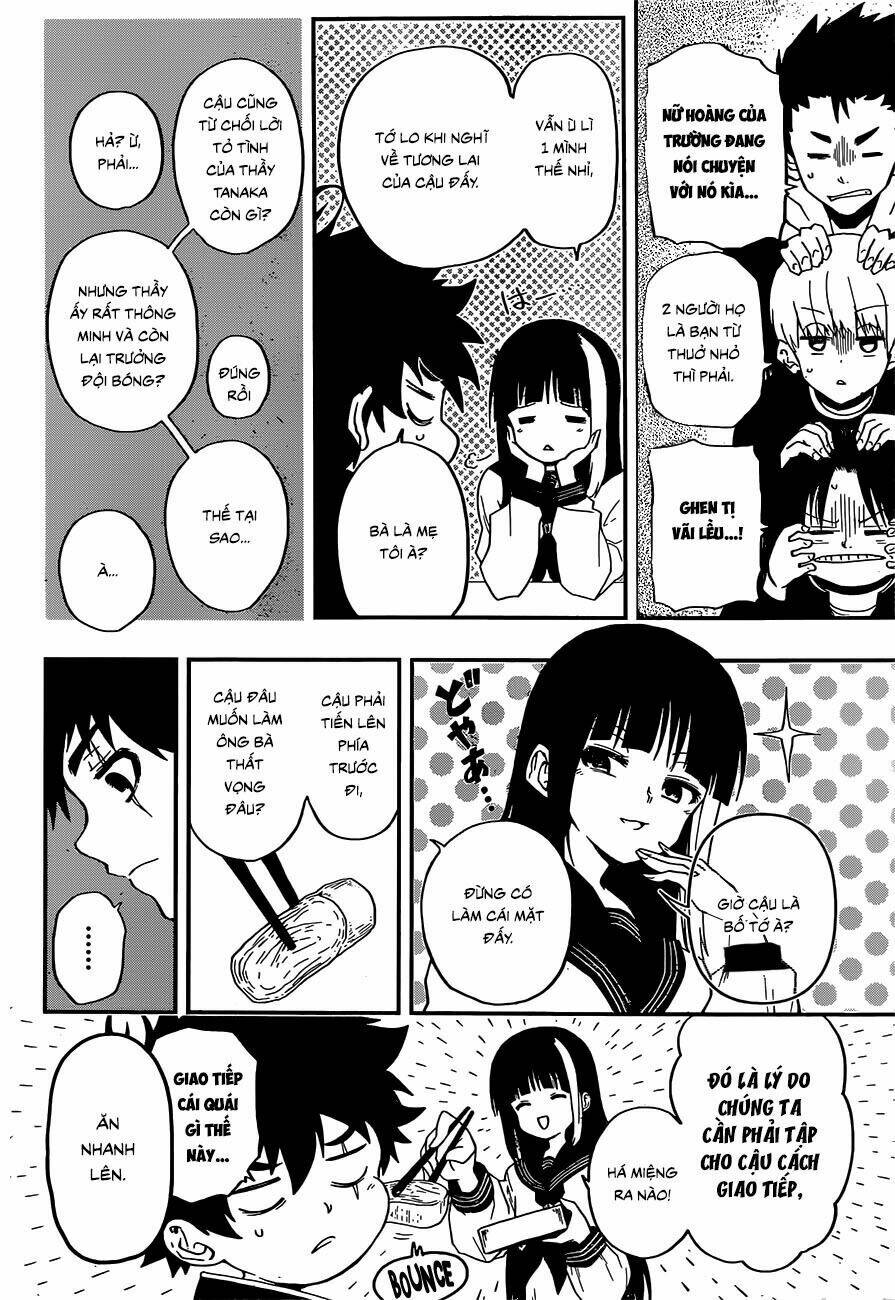 NỮ HOÀNG CỦA
TRƯỜNG ĐANG
NÓI CHUYỆN
VỚI NÓ KÌA...
2 NGƯỜI HỌ
LÀ BẠN TỪ
THUỞ NHỎ
THÌ PHẢI.
GHEN TỊ
VÃI LỀU...!
VẪN Ù LÌ
1 MÌNH
THẾ NHỈ,
TỚ LO KHI NGHĨ
VỀ TƯƠNG LAI
CỦA CẬU ĐẤY.
はー…
BÀ LÀ MẸ
TÔI À?
CẬU CŨNG
TỪ CHỐI LỜI
TỎ TÌNH
CỦA THẦY
TANAKA
CÒN GÌ?
HẢ? Ừ,
PHẢI...
NHƯNG THẦY
ẤY RẤT THÔNG
MINH VÀ CÒN
LẠI TRƯỞNG
ĐỘI BÓNG?
ĐÚNG
RỒI
THẾ TẠI
SAO...
À...
GIỜ CẬU LÀ
BỐ TỚ À?
どやぁ…
ĐỪNG CÓ
LÀM CÁI MẶT
ĐẤY.
CẬU PHẢI
TIẾN LÊN
PHÍA
TRƯỚC
ĐI,
CẬU ĐÂU
MUỐN LÀM
ÔNG BÀ
THẤT
VỌNG
ĐÂU?
......
ĐÓ LÀ LÝ DO
CHÚNG TA
CẦN PHẢI TẬP
CHO CẬU CÁCH
GIAO TIẾP,
HÁ MIỆNG
RA NÀO!
GIAO TIẾP
CÁI QUÁI
GÌ THẾ
NÀY...
ĂN
NHANH
LÊN.
BOUNCE